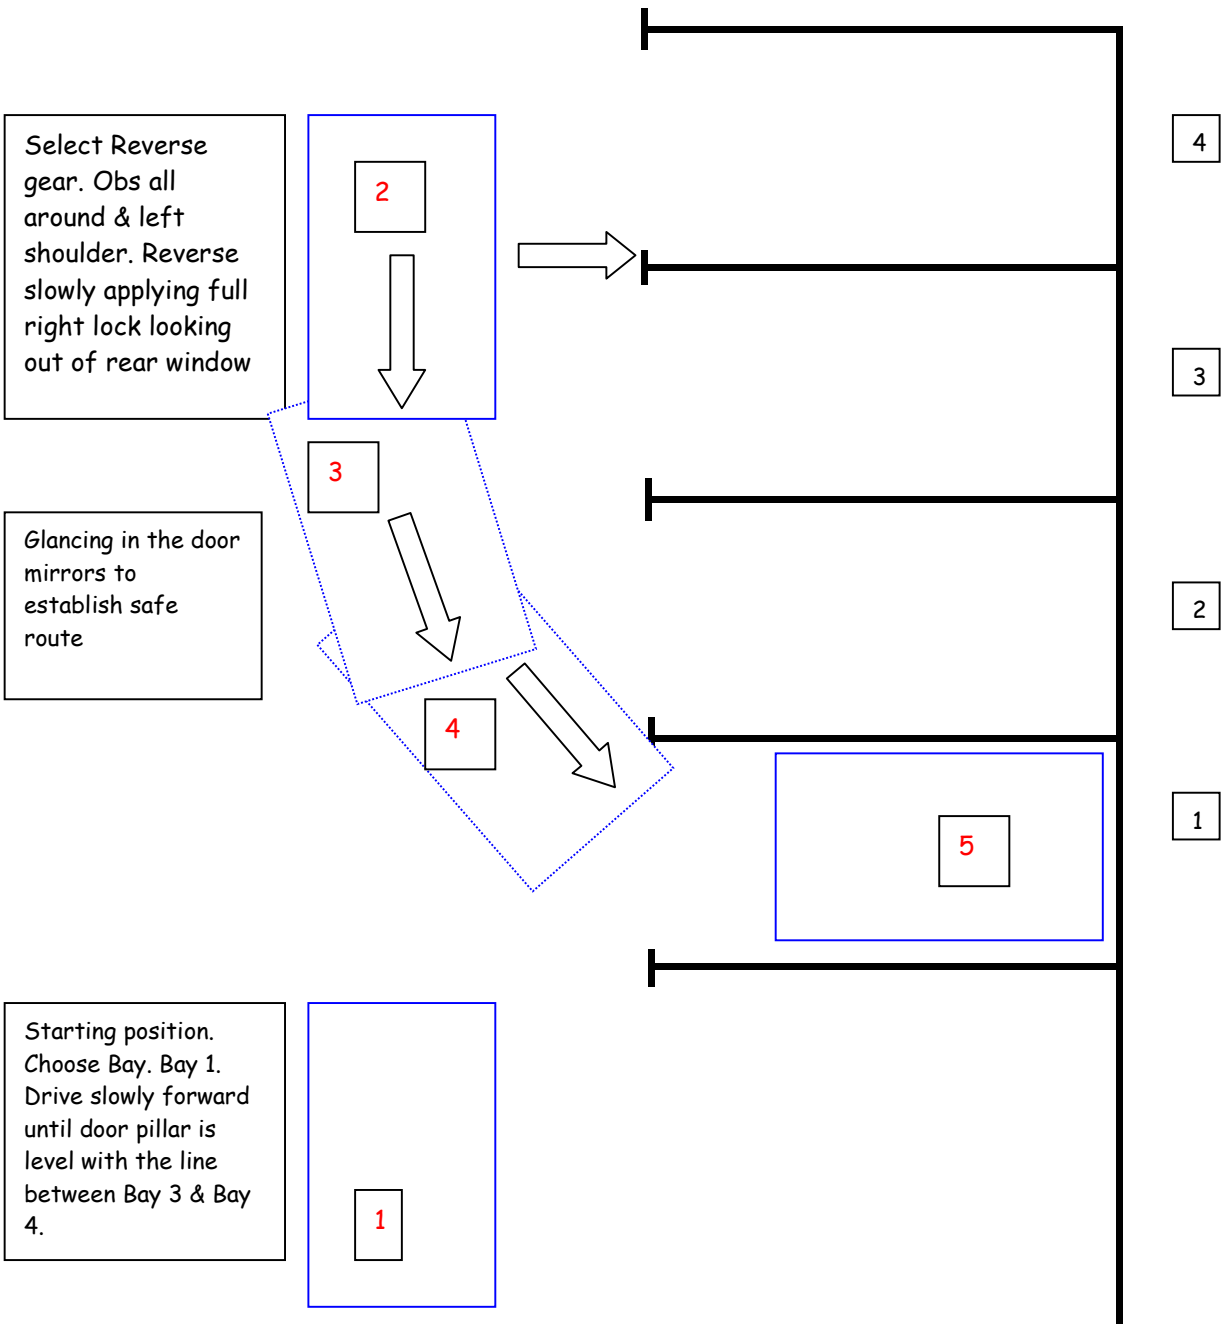 Select Reverse
gear. Obs all
around & left
shoulder. Reverse
slowly applying full
right lock looking
out of rear window
2
4
3
3
Glancing in the door
mirrors to
establish safe
route
2
4
1
5
Starting position.
Choose Bay. Bay 1.
Drive slowly forward
until door pillar is
level with the line
between Bay 3 & Bay
4.
1